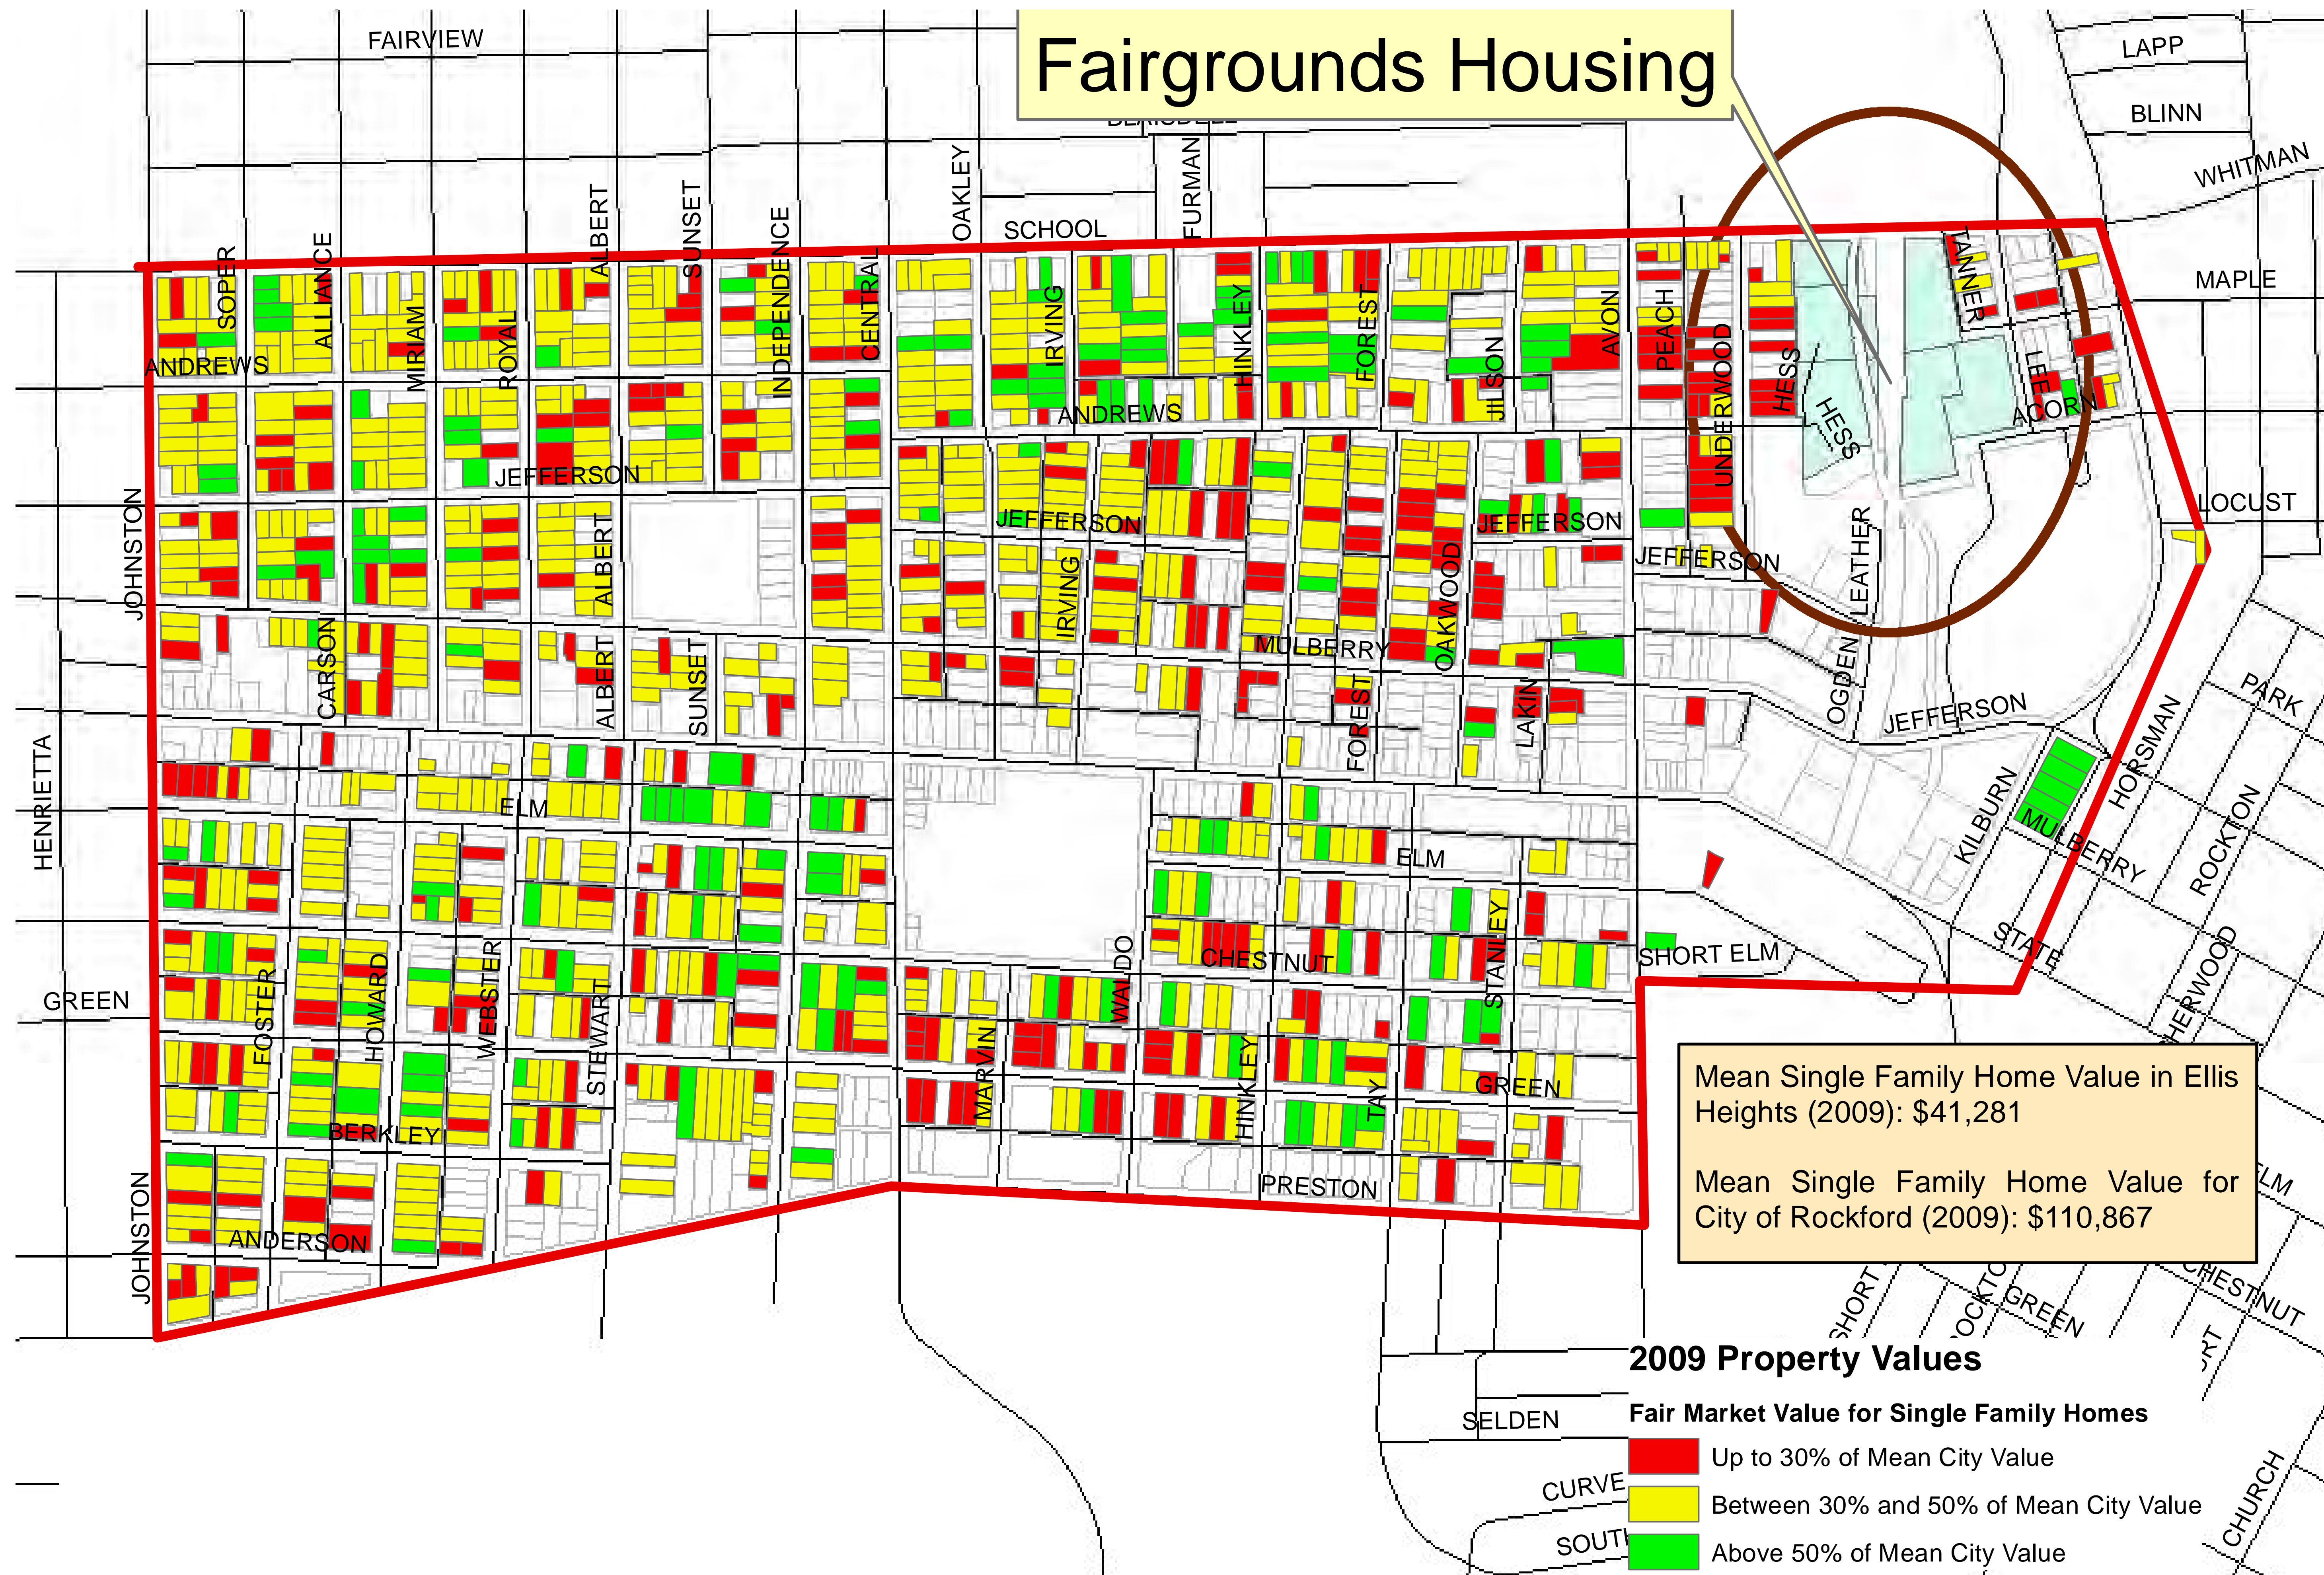 FAIRVIEW
Fairgrounds Housing
LAPP
BLINN
WHITMAN
OAKLEY
FURMAN
SCHOOL
ALBERT
SUNSET
INDEPENDENCE
SOPER
ALLIANCE
CENTRAL
TANNER
MAPLE
MIRIAM
ROYAL
IRVING
HINKLEY
FOREST
AVON
PEACH
UNDERWOOD
HESS
JILSON
LEE
ANDREWS
ANDREWS
HESS
ACORN
JEFFERSON
JOHNSTON
JEFFERSON
JEFFERSON
LOCUST
ALBERT
LEATHER
JEFFERSON
IRVING
OAKWOOD
MULBERRY
CARSON
ALBERT
SUNSET
FOREST
LAKIN
OGDEN
JEFFERSON
PARK
HORSMAN
HENRIETTA
ELM
ELM
KILBURN
MULBERRY
ROCKTON
STANLEY
WALDO
CHESTNUT
SHORT ELM
STATE
HERWOOD
GREEN
FOSTER
HOWARD
WEBSTER
STEWART
MARVIN
HINKLEY
TAY
GREEN
Mean Single Family Home Value in Ellis
Heights (2009): $41,281
Mean Single Family Home Value for
City of Rockford (2009): $110,867
BERKLEY
PRESTON
ELM
JOHNSTON
ANDERSON
SHORT
OCKTO
GREEN
CHESTNUT
RT
2009 Property Values
SELDEN
Fair Market Value for Single Family Homes
Up to 30% of Mean City Value
CURVE
Between 30% and 50% of Mean City Value
CHURCH
SOUTH
Above 50% of Mean City Value